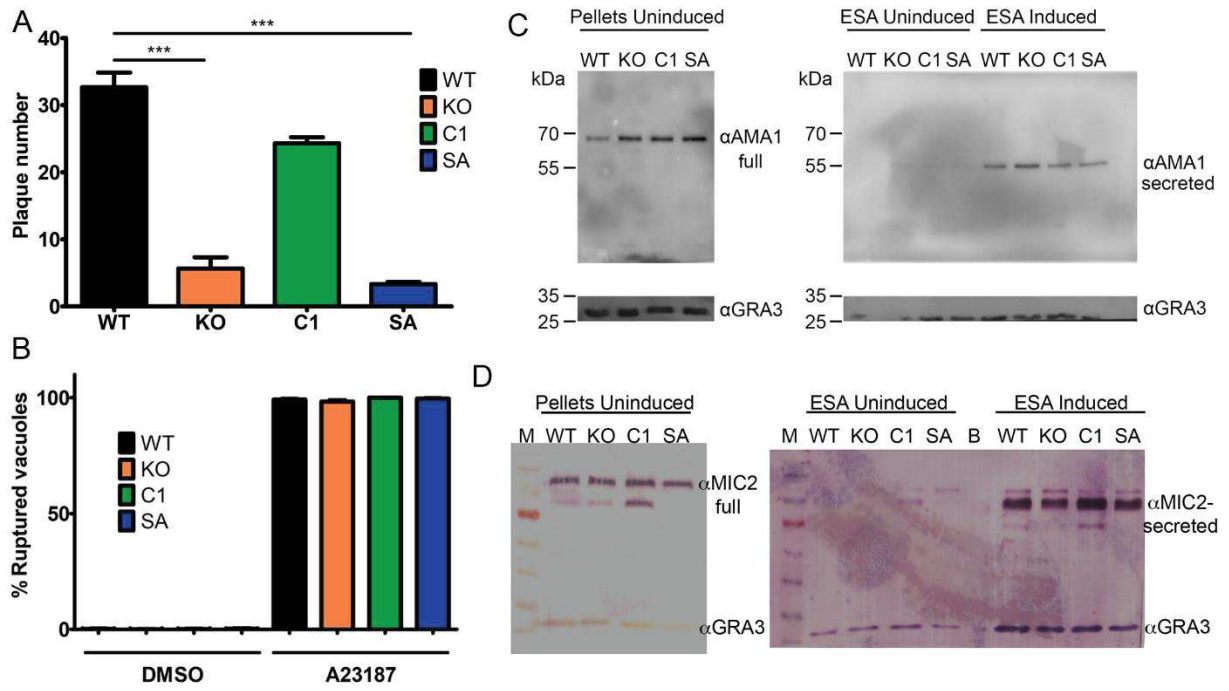 A
***
***
40
30
20
10
0
Plaque number
WT
KO
C1
SA
WT
KO
C1
SA
B
100
50
0
% Ruptured vacuoles
WT
KO
C1
SA
DMSO
A23187
C
Pellets Uninduced
WT KO C1 SA
kDa
70
55
αAMA1
full
35
25
αGRA3
ESA Uninduced
ESA Induced
WT KO C1 SA WT KO C1 SA
kDa
70
55
αAMA1
secreted
35
25
αGRA3
D
Pellets Uninduced
M WT KO C1 SA
αMIC2
full
αGRA3
ESA Uninduced
ESA Induced
M WT KO C1 SA B WT KO C1 SA
αMIC2-
secreted
αGRA3